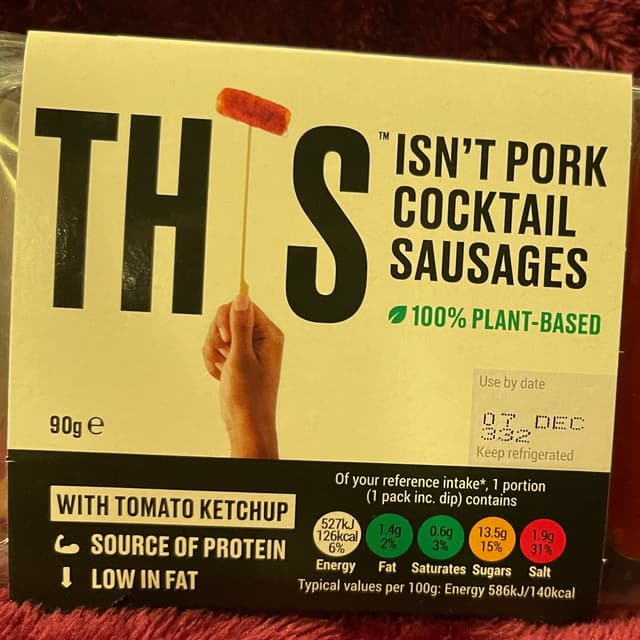 TH S™
ISN'T PORK
COCKTAIL
SAUSAGES
100% PLANT-BASED
Use by date
07 DEC
332
Keep refrigerated
90g e
WITH TOMATO KETCHUP
SOURCE OF PROTEIN
LOW IN FAT
Of your reference intake*, 1 portion
(1 pack inc. dip) contains
527kJ
126kcal
6%
Energy
1.4g
2%
Fat
0.6g
3%
Saturates
13.5g
15%
Sugars
1.9g
31%
Salt
Typical values per 100g: Energy 586kJ/140kcal